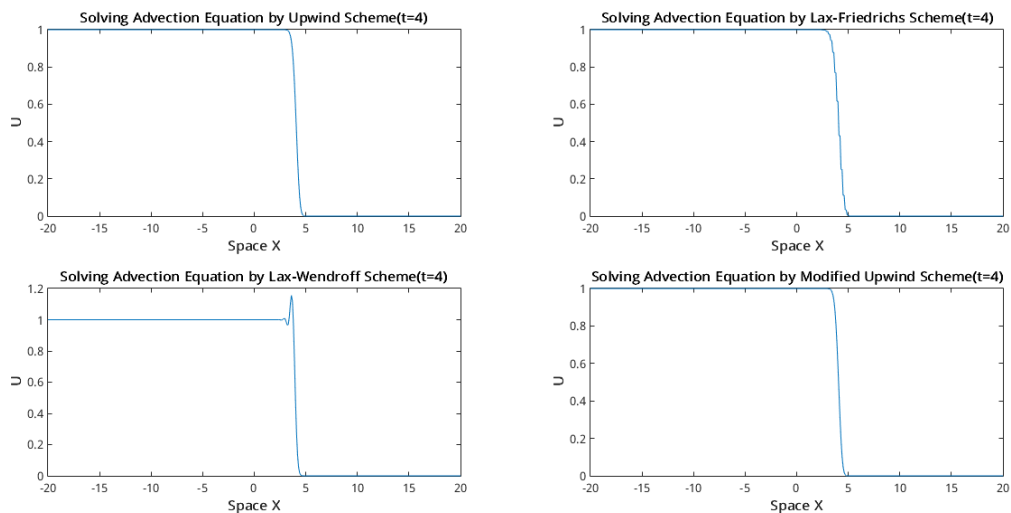 Solving Advection Equation by Upwind Scheme(t=4)
1
0.8
0.6
0.4
0.2
0
U
-20 -15 -10 -5 0 5 10 15 20
Space X
Solving Advection Equation by Lax-Friedrichs Scheme(t=4)
1
0.8
0.6
0.4
0.2
0
U
-20 -15 -10 -5 0 5 10 15 20
Space X
Solving Advection Equation by Lax-Wendroff Scheme(t=4)
1.2
1
0.8
0.6
0.4
0.2
0
U
-20 -15 -10 -5 0 5 10 15 20
Space X
Solving Advection Equation by Modified Upwind Scheme(t=4)
1
0.8
0.6
0.4
0.2
0
U
-20 -15 -10 -5 0 5 10 15 20
Space X